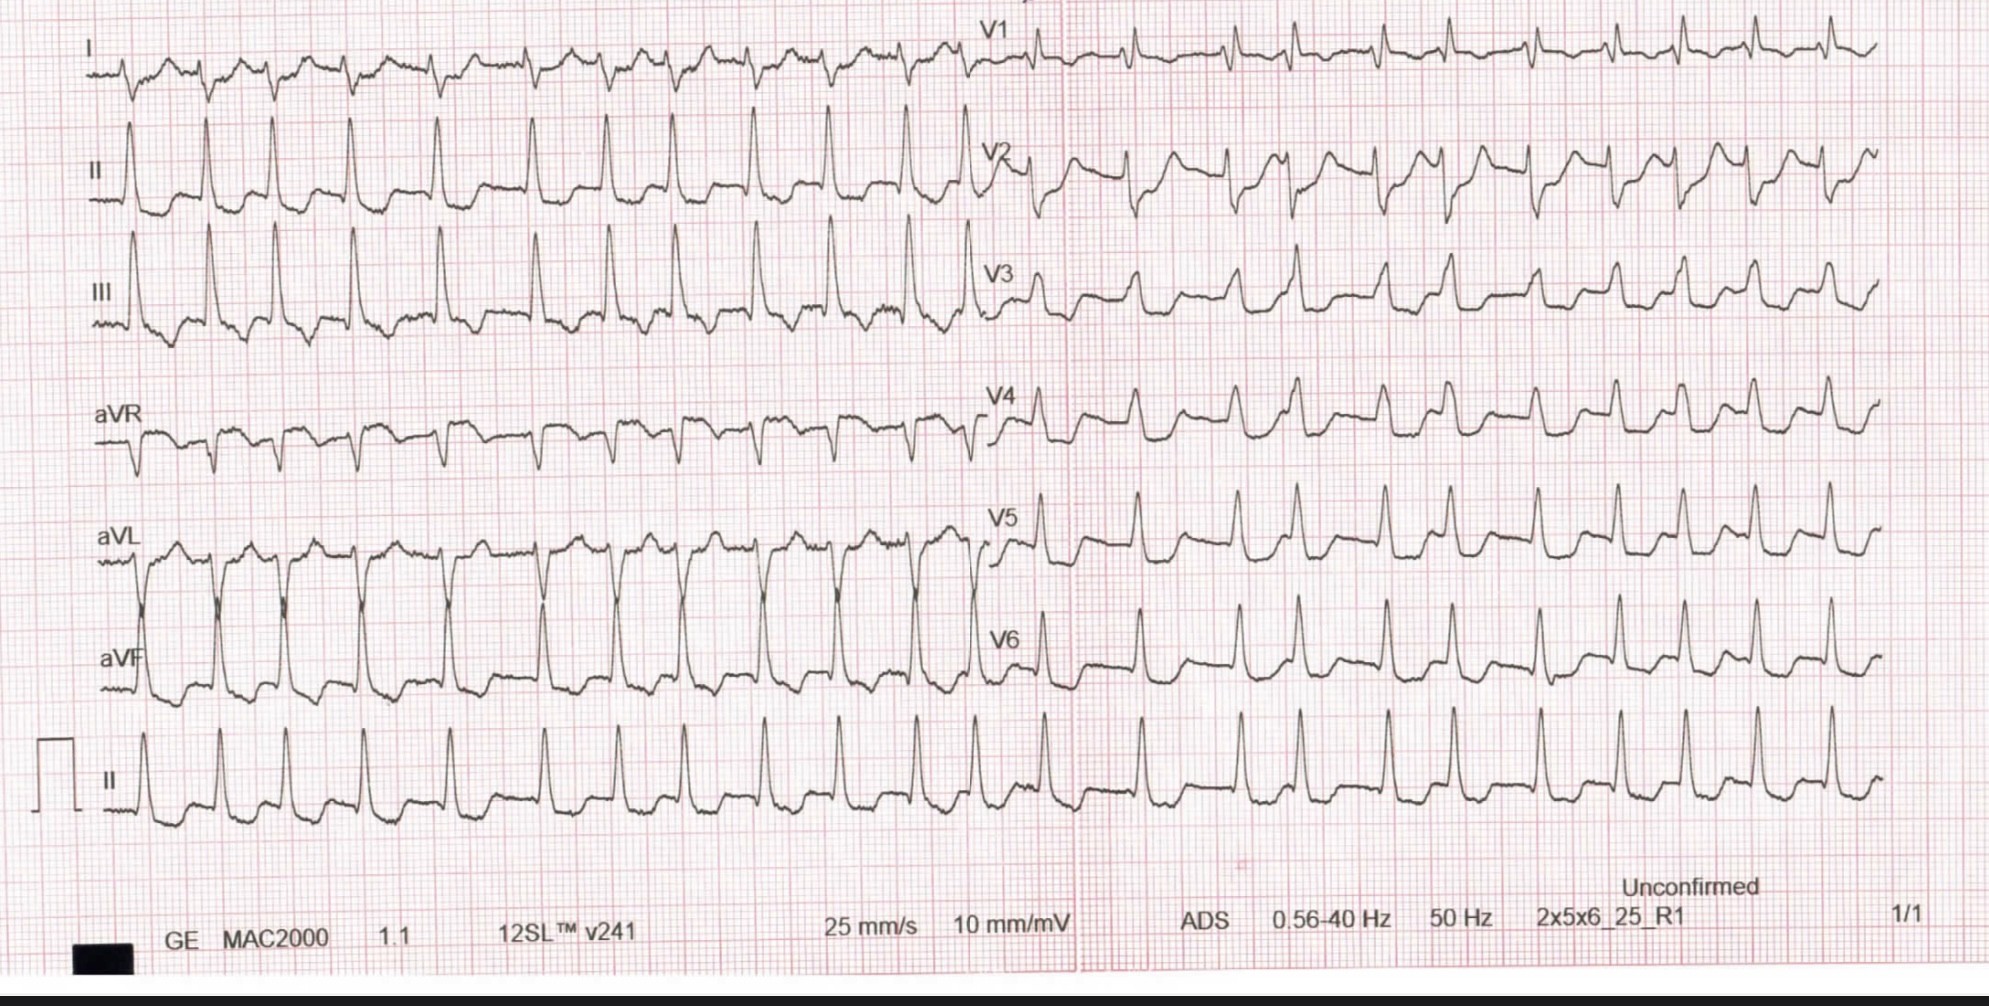 I
V1
II
V2
III
V3
aVR
V4
aVL
V5
aVF
V6
II
Unconfirmed
GE MAC2000 1.1 12SL™ v241 25 mm/s 10 mm/mV ADS 0.56-40 Hz 50 Hz 2x5x6_25_R1 1/1